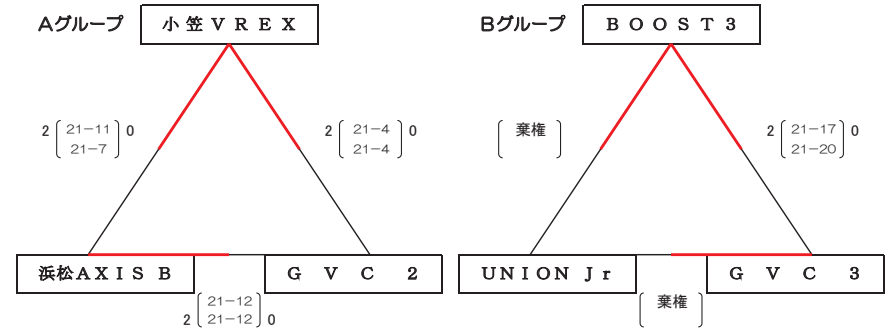 Aグループ 小笠VREX
2 21-11 0
21-7
2 21-4 0
21-4
浜松AXIS B
GVC 2
21-12
2 21-12 0
Bグループ BOOST3
棄権
2 21-17 0
21-20
UNION Jr
GVC 3
棄権